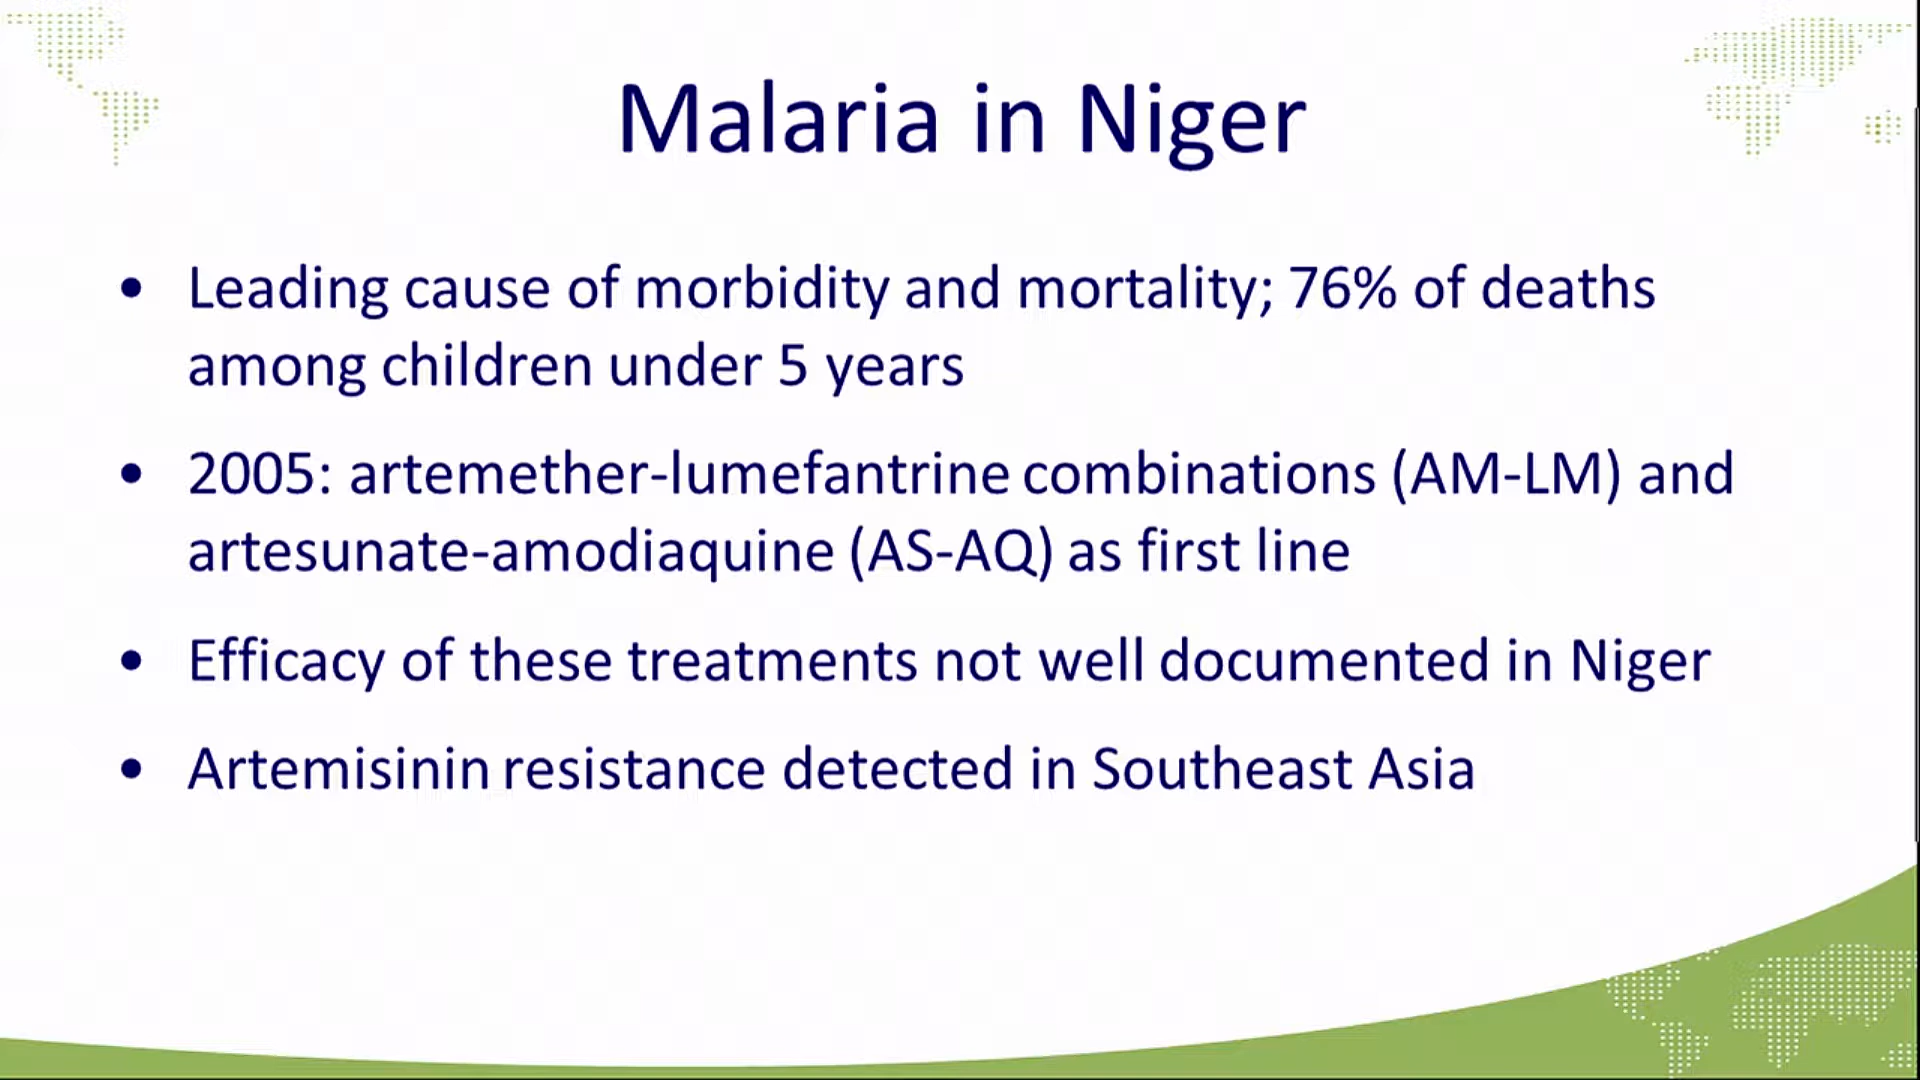 Malaria in Niger
• Leading cause of morbidity and mortality; 76% of deaths
among children under 5 years
• 2005: artemether-lumefantrine combinations (AM-LM) and
artesunate-amodiaquine (AS-AQ) as first line
• Efficacy of these treatments not well documented in Niger
• Artemisinin resistance detected in Southeast Asia